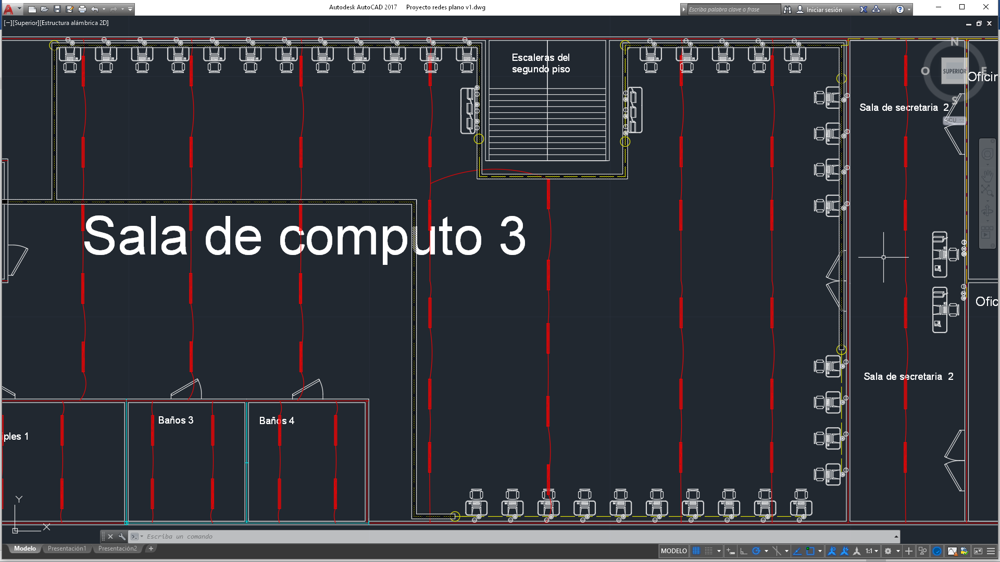 Autodesk AutoCAD 2017 Proyecto redes plano v1.dwg
Escriba palabra clave o frase
Iniciar sesión
[−][Superior][Estructura alámbrica 2D]
N
Escaleras del
segundo piso
O
SUPERIOR
E
Oficin
S
Sala de secretaria 2
SCU
Sala de computo 3
Ofic
Sala de secretaria 2
Baños 3
Baños 4
iples 1
Y
X
Escriba un comando
Modelo
Presentación1
Presentación2
+
MODELO
1:1